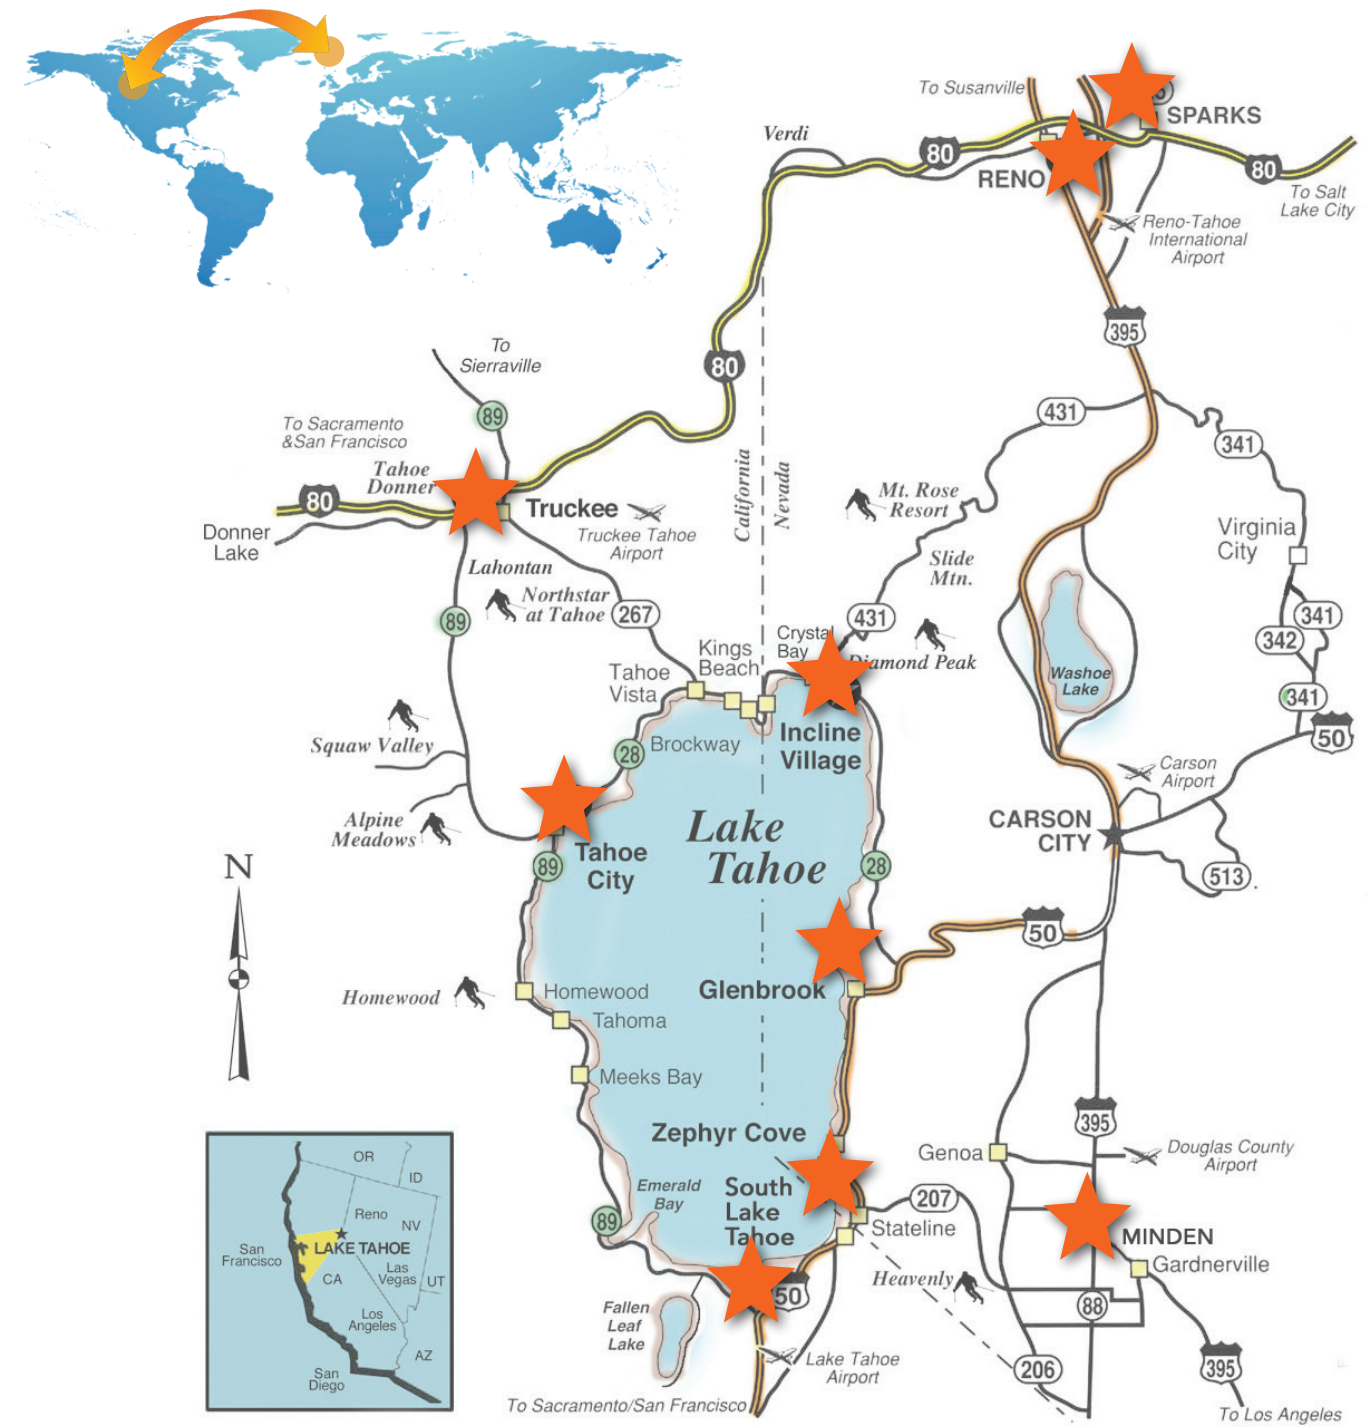 To Susanville
SPARKS
Verdi
80
80
RENO
To Salt
Lake City
Reno-Tahoe
International
Airport
395
To
Sierraville
80
89
431
341
To Sacramento
&San Francisco
Tahoe
Donner
80
Truckee
California
Nevada
Mt. Rose
Resort
Donner
Lake
Truckee Tahoe
Airport
Virginia
City
Lahontan
Slide
Mtn.
Northstar
at Tahoe
267
89
431
341
342
Crystal
Bay
Diamond Peak
Kings
Beach
Tahoe
Vista
Washoe
Lake
341
50
Squaw Valley
28
Brockway
Incline
Village
Carson
Airport
Alpine
Meadows
Lake
Tahoe
CARSON
CITY
Tahoe
City
N
89
28
513
50
Glenbrook
Homewood
Homewood
Tahoma
Meeks Bay
395
Zephyr Cove
Genoa
Douglas County
Airport
Emerald
Bay
South
Lake
Tahoe
207
89
Stateline
MINDEN
Gardnerville
Heavenly
50
88
Fallen
Leaf
Lake
Lake Tahoe
Airport
206
395
To Sacramento/San Francisco
To Los Angeles
OR
ID
Reno
NV
San
Francisco
LAKE TAHOE
CA
Las
Vegas
UT
Los
Angeles
AZ
San
Diego